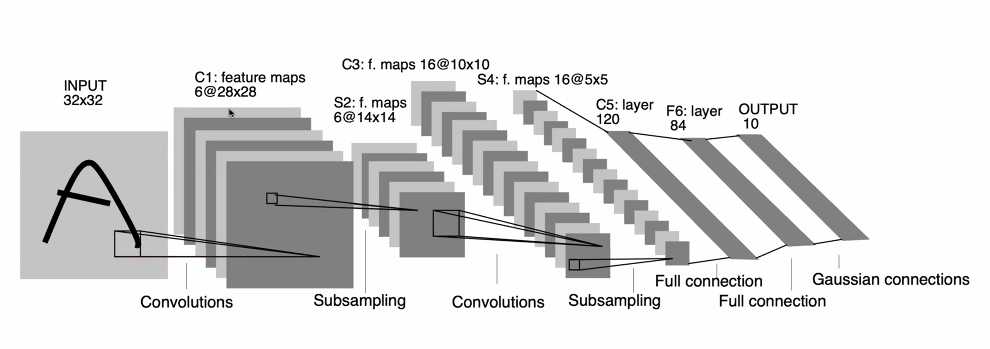 INPUT
32x32
C1: feature maps
6@28x28
S2: f. maps
6@14x14
C3: f. maps 16@10x10
S4: f. maps 16@5x5
C5: layer
120
F6: layer
84
OUTPUT
10
Convolutions
Subsampling
Convolutions
Subsampling
Full connection
Full connection
Gaussian connections